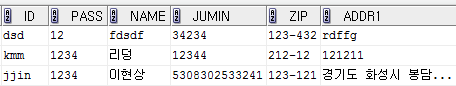 ID PASS NAME JUMIN ZIP ADDR1
dsd 12 fdsdf 34234 123-432 rdffg
kmm 1234 리덩 12344 212-12 121211
jjin 1234 이현상 5308302533241 123-121 경기도 화성시 봉담...